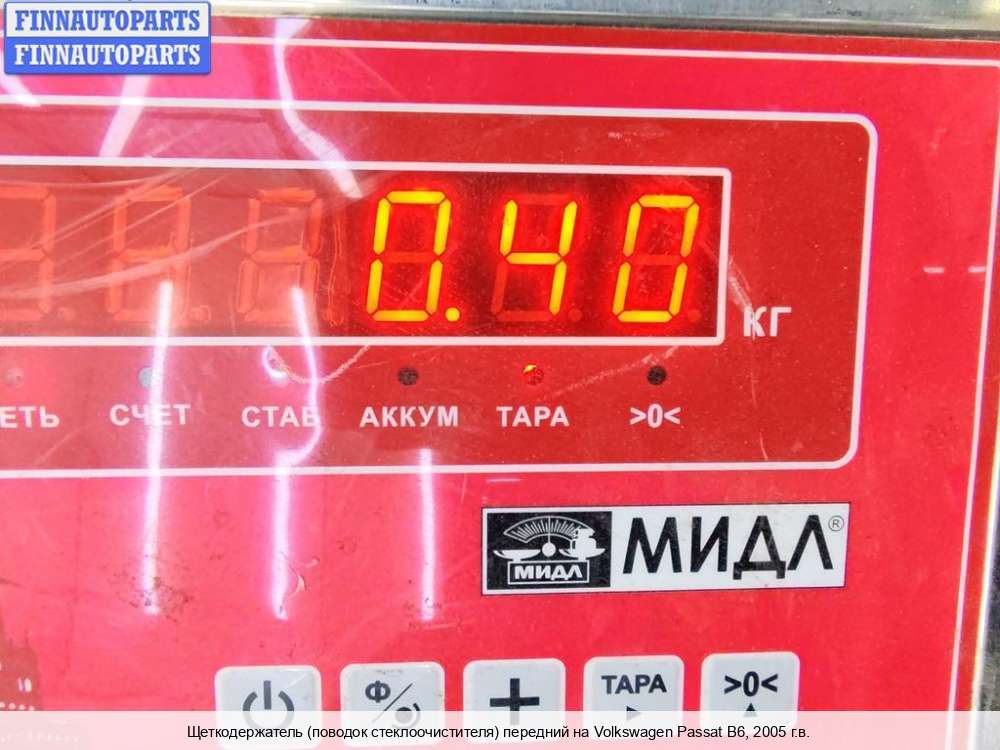 FINNAUTOPARTS
FINNAUTOPARTS
0.40
КГ
СЧЕТ СТАБ АККУМ ТАРА >0<
МИДЛ МИДЛ®
Ф + ТАРА >0<
Щеткодержатель (поводок стеклоочистителя) передний на Volkswagen Passat B6, 2005 г.в.